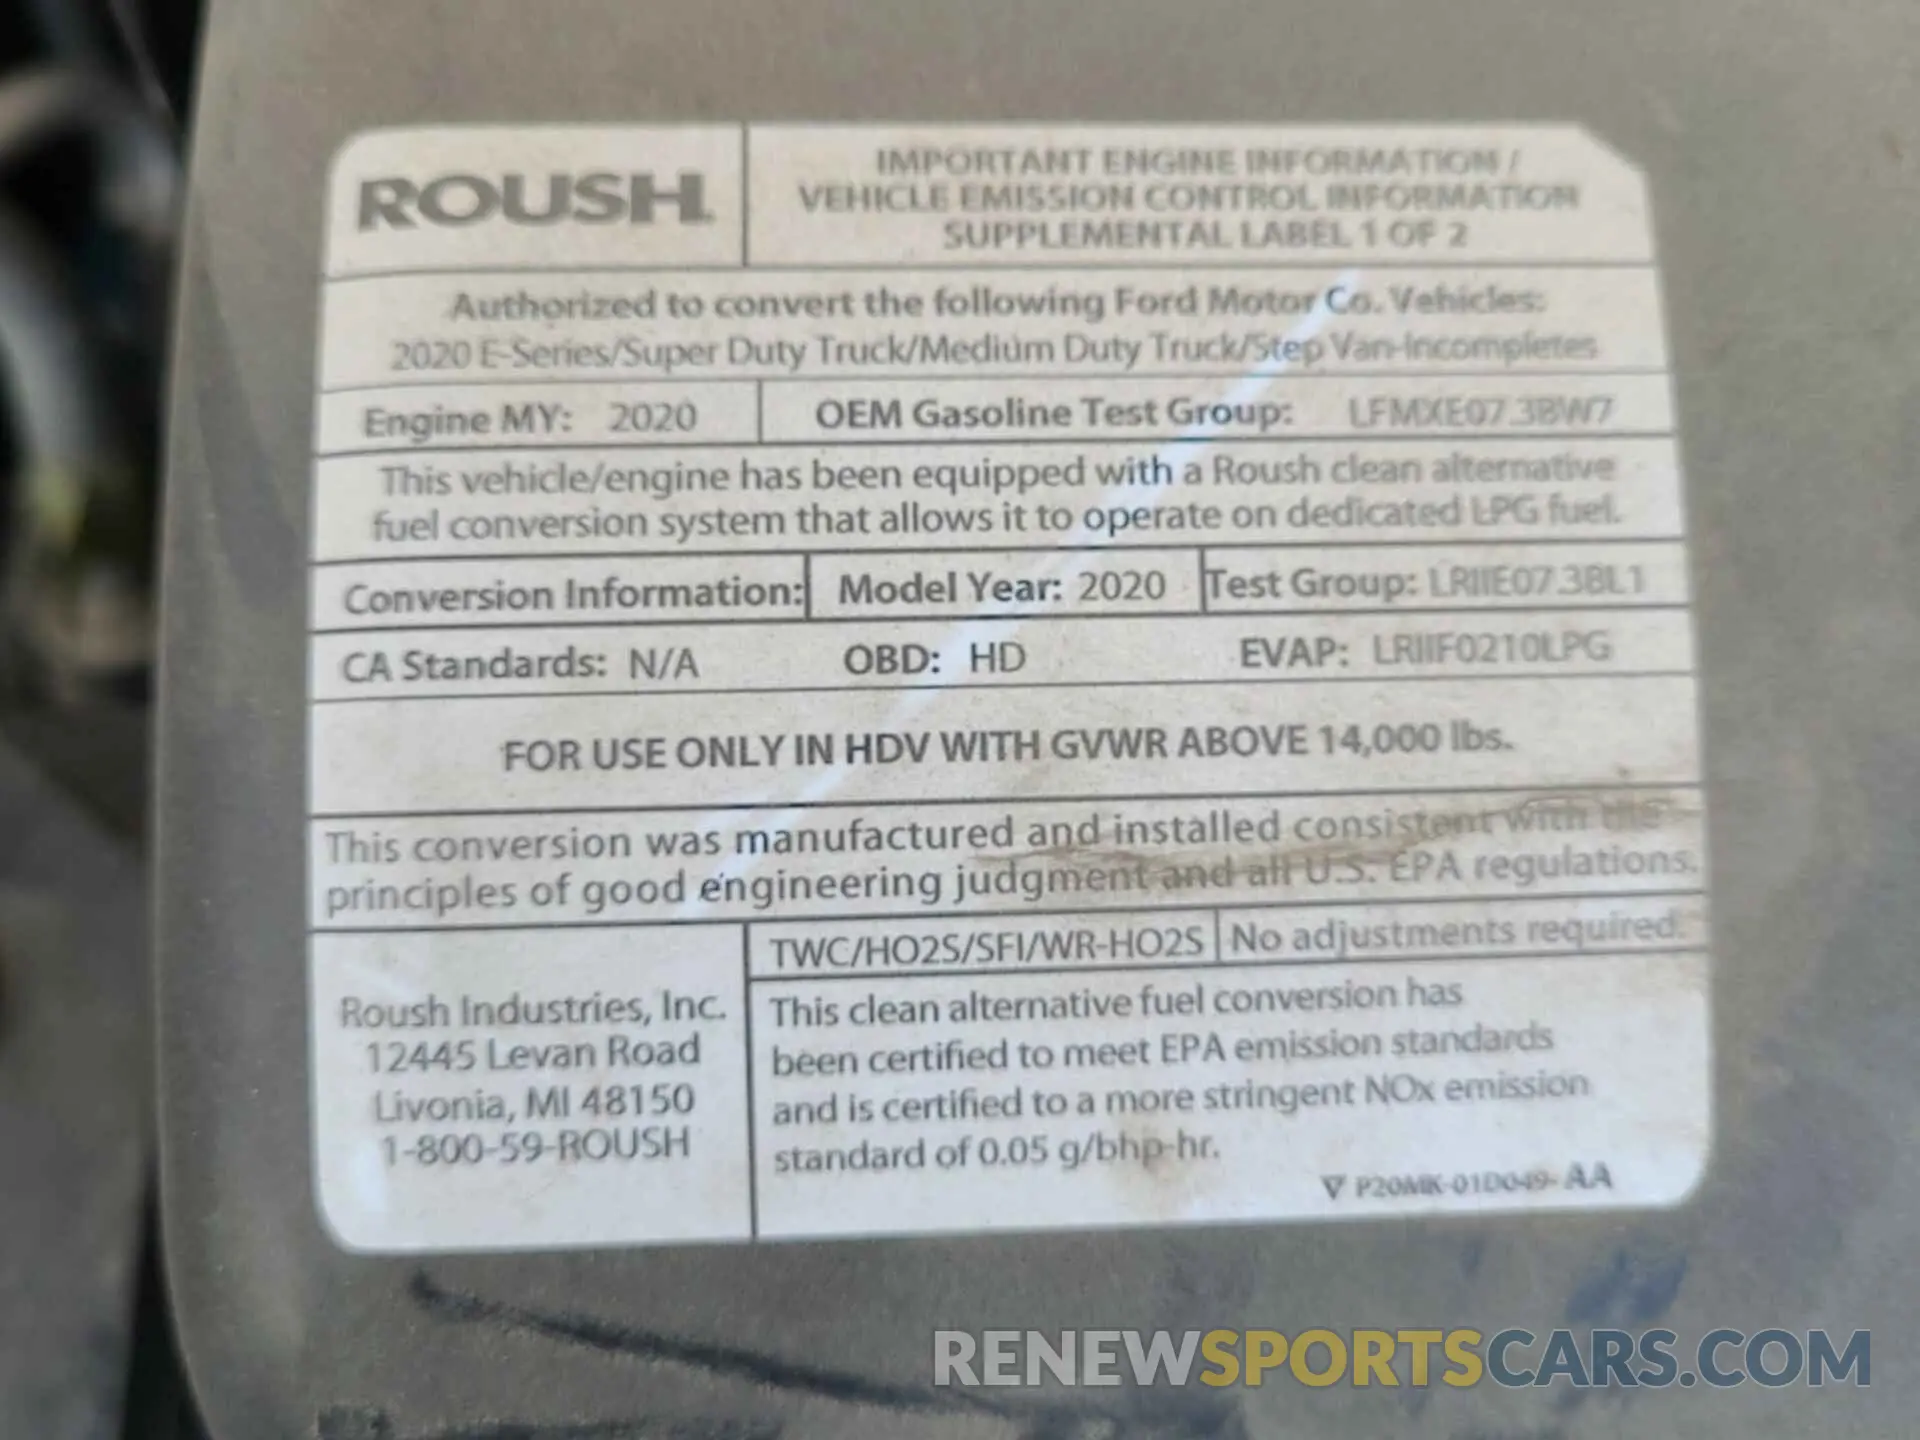 ROUSH.
IMPORTANT ENGINE INFORMATION /
VEHICLE EMISSION CONTROL INFORMATION
SUPPLEMENTAL LABEL 1 OF 2
Authorized to convert the following Ford Motor Co. Vehicles:
2020 E-Series/Super Duty Truck/Medium Duty Truck/Step Van-Incompletes
Engine MY: 2020 OEM Gasoline Test Group: LFMXE07.3BW7
This vehicle/engine has been equipped with a Roush clean alternative
fuel conversion system that allows it to operate on dedicated LPG fuel.
Conversion Information: Model Year: 2020 Test Group: LRIIE07.3BL1
CA Standards: N/A OBD: HD EVAP: LRIIF0210LPG
FOR USE ONLY IN HDV WITH GVWR ABOVE 14,000 lbs.
This conversion was manufactured and installed consistent with the
principles of good engineering judgment and all U.S. EPA regulations.
TWC/HO2S/SFI/WR-HO2S No adjustments required.
Roush Industries, Inc.
12445 Levan Road
Livonia, MI 48150
1-800-59-ROUSH
This clean alternative fuel conversion has
been certified to meet EPA emission standards
and is certified to a more stringent NOx emission
standard of 0.05 g/bhp-hr.
P20MK-01D049-AA
RENEWSPORTSCARS.COM